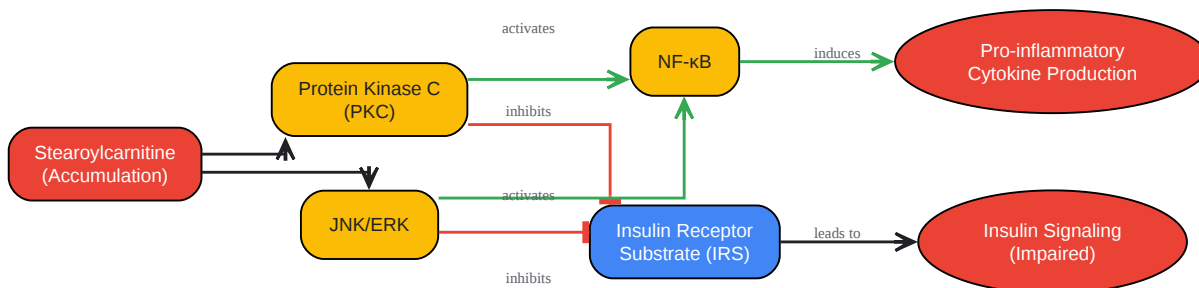 activates
NF-κB
induces
Pro-inflammatory
Cytokine Production
Protein Kinase C
(PKC)
inhibits
Stearoylcarnitine
(Accumulation)
activates
JNK/ERK
Insulin Receptor
Substrate (IRS)
leads to
Insulin Signaling
(Impaired)
inhibits